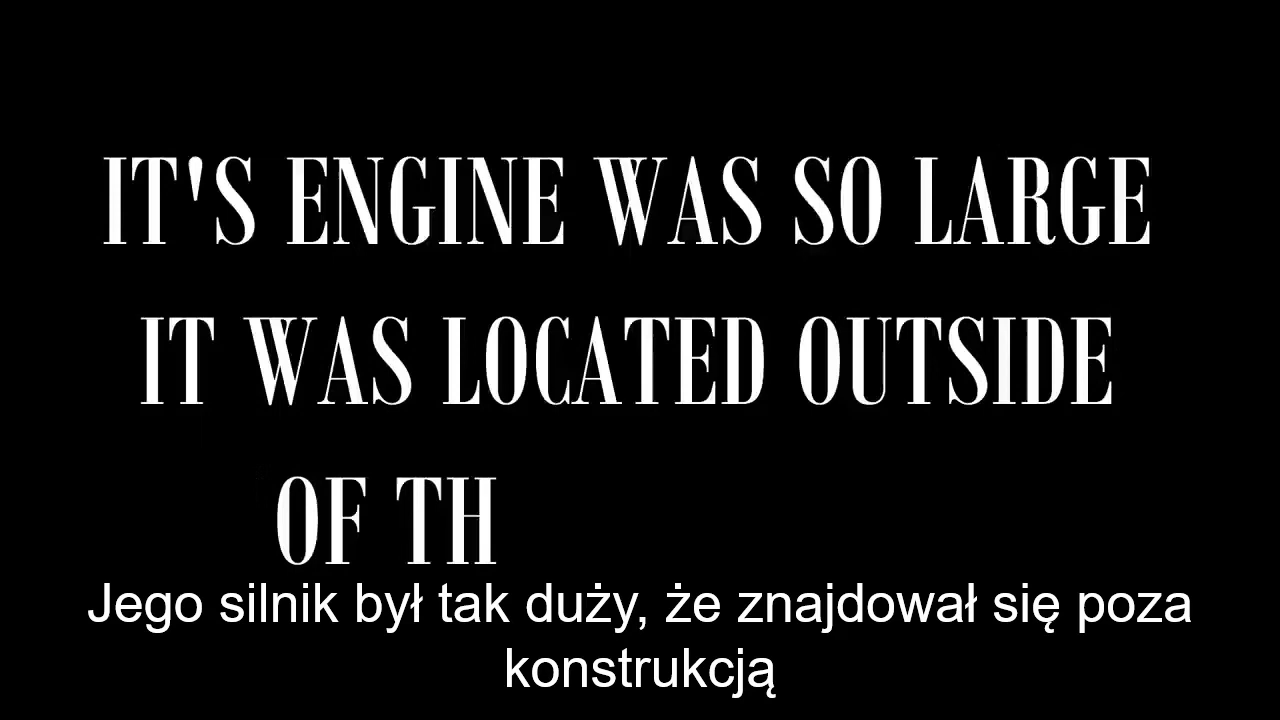 IT'S ENGINE WAS SO LARGE
IT WAS LOCATED OUTSIDE
OF TH
Jego silnik był tak duży, że znajdował się poza
konstrukcją